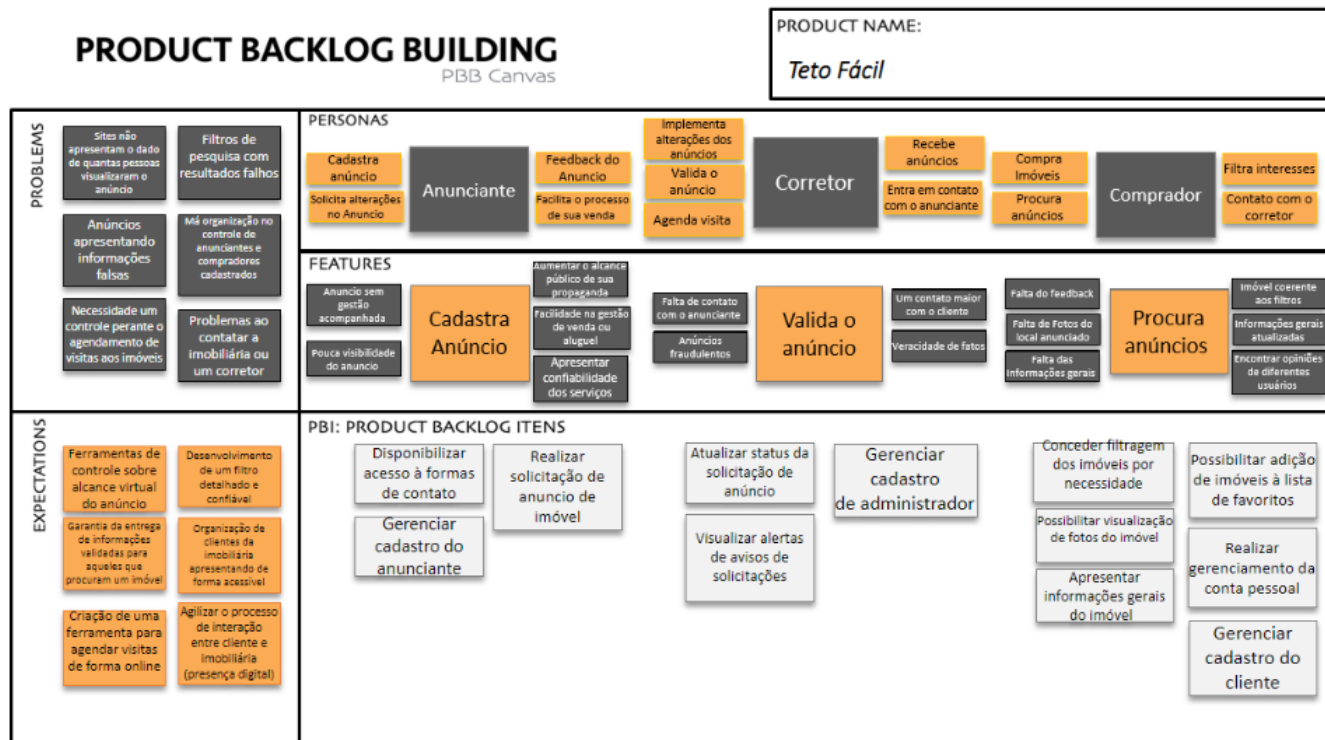 PRODUCT BACKLOG BUILDING
PBB Canvas
PRODUCT NAME:
Teto Fácil
PROBLEMS
Sites não
apresentam o dado
de quantas pessoas
visualizaram o
anúncio
Filtros de
pesquisa com
resultados falhos
Anúncios
apresentando
informações
falsas
Má organização no
controle de
anunciantes e
compradores
cadastrados
Necessidade um
controle perante o
agendamento de
visitas aos imóveis
Problemas ao
contatar a
imobiliária ou
um corretor
PERSONAS
Cadastra
anúncio
Solicita alterações
no Anuncio
Anunciante
Feedback do
Anuncio
Facilita o processo
de sua venda
Implementa
alterações dos
anúncios
Valida o
anúncio
Agenda visita
Corretor
Recebe
anúncios
Entra em contato
com o anunciante
Compra
Imóveis
Procura
anúncios
Comprador
Filtra interesses
Contato com o
corretor
FEATURES
Anuncio sem
gestão
acompanhada
Pouca visibilidade
do anuncio
Cadastra
Anúncio
Aumentar o alcance
público de sua
propaganda
Facilidade na gestão
de venda ou
aluguel
Apresentar
confiabilidade
dos serviços
Falta de contato
com o anunciante
Anúncios
fraudulentos
Valida o
anúncio
Um contato maior
com o cliente
Veracidade de fatos
Falta do feedback
Falta de Fotos do
local anunciado
Falta das
Informações gerais
Procura
anúncios
Imóvel coerente
aos filtros
Informações gerais
atualizadas
Encontrar opiniões
de diferentes
usuários
EXPECTATIONS
Ferramentas de
controle sobre
alcance virtual
do anúncio
Desenvolvimento
de um filtro
detalhado e
confiável
Garantia da entrega
de informações
validadas para
aqueles que
procuram um imóvel
Organização de
clientes da
imobiliária
apresentando de
forma acessível
Criação de uma
ferramenta para
agendar visitas
de forma online
Agilizar o processo
de interação
entre cliente e
imobiliária
(presença digital)
PBI: PRODUCT BACKLOG ITENS
Disponibilizar
acesso à formas
de contato
Realizar
solicitação de
anuncio de
imóvel
Gerenciar
cadastro do
anunciante
Atualizar status da
solicitação de
anúncio
Gerenciar
cadastro
de administrador
Visualizar alertas
de avisos de
solicitações
Conceder filtragem
dos imóveis por
necessidade
Possibilitar adição
de imóveis à lista
de favoritos
Possibilitar visualização
de fotos do imóvel
Realizar
gerenciamento da
conta pessoal
Apresentar
informações gerais
do imóvel
Gerenciar
cadastro do
cliente